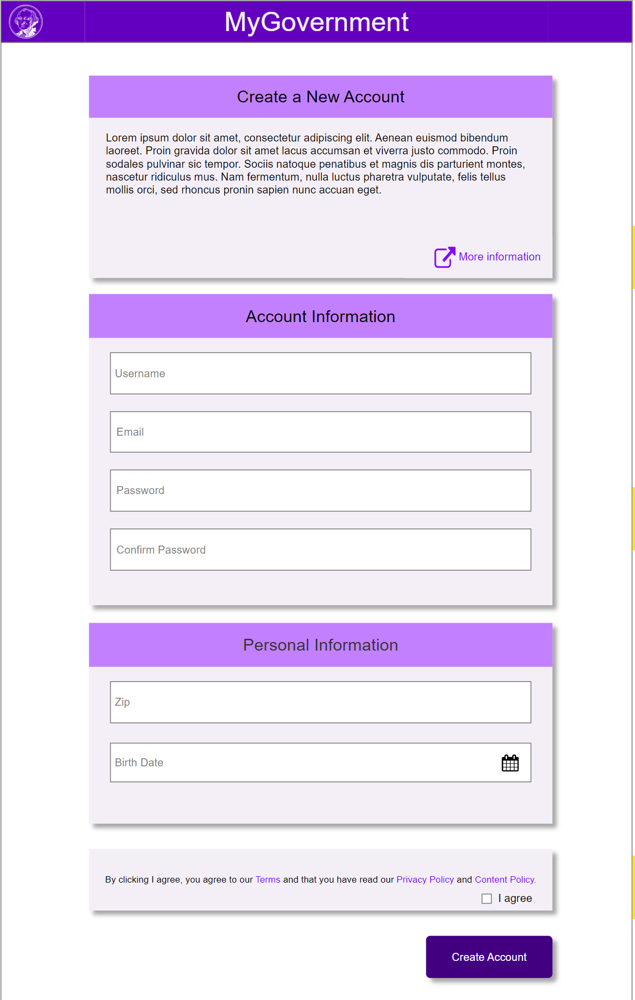 MyGovernment
Create a New Account
Lorem ipsum dolor sit amet, consectetur adipiscing elit. Aenean euismod bibendum
laoreet. Proin gravida dolor sit amet lacus accumsan et viverra justo commodo. Proin
sodales pulvinar sic tempor. Sociis natoque penatibus et magnis dis parturient montes,
nascetur ridiculus mus. Nam fermentum, nulla luctus pharetra vulputate, felis tellus
mollis orci, sed rhoncus pronin sapien nunc accuan eget.
More information
Account Information
Username
Email
Password
Confirm Password
Personal Information
Zip
Birth Date
By clicking I agree, you agree to our Terms and that you have read our Privacy Policy and Content Policy.
I agree
Create Account